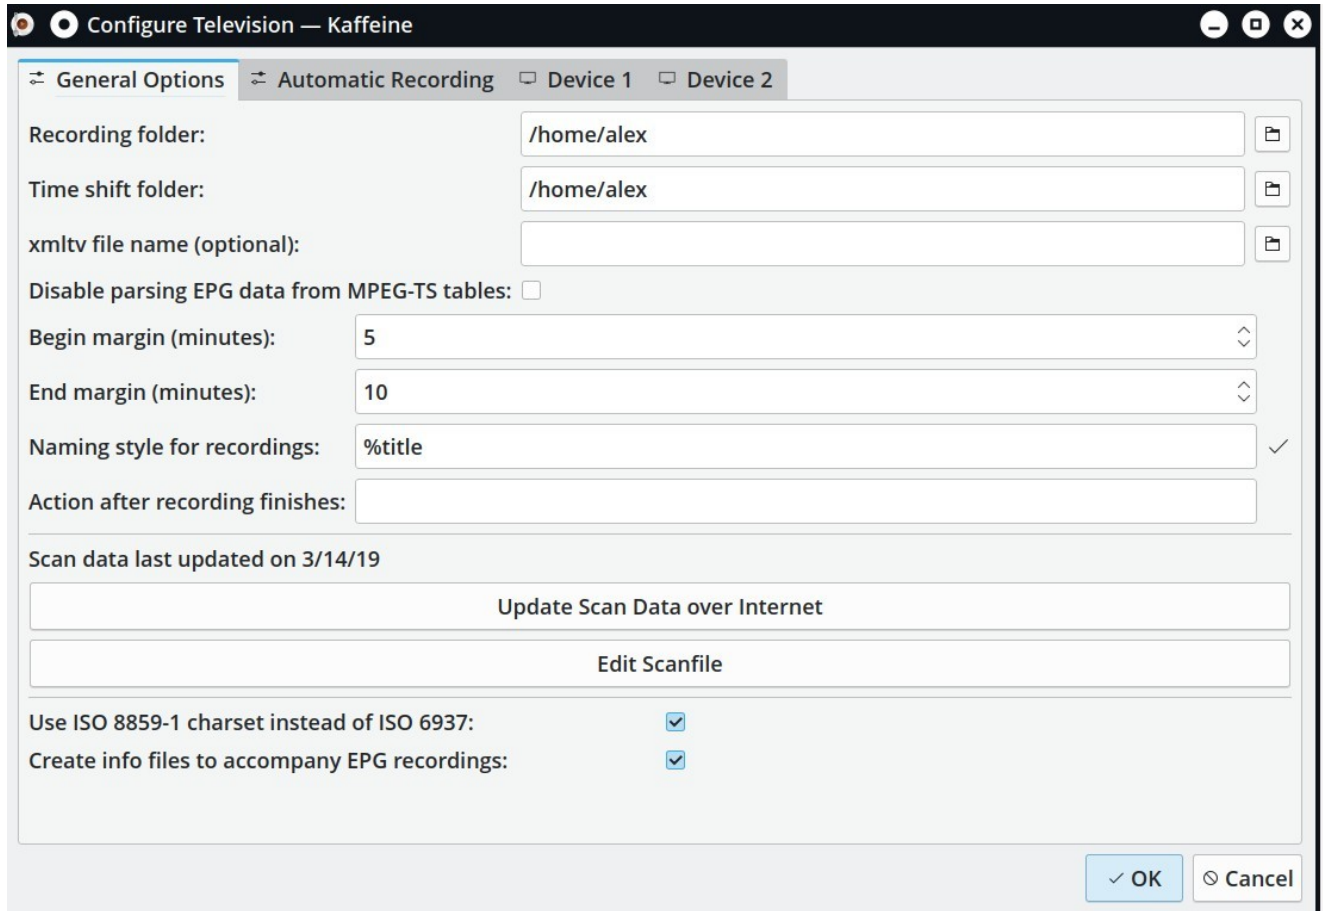 Configure Television — Kaffeine
General Options Automatic Recording Device 1 Device 2
Recording folder: /home/alex
Time shift folder: /home/alex
xmltv file name (optional):
Disable parsing EPG data from MPEG-TS tables:
Begin margin (minutes): 5
End margin (minutes): 10
Naming style for recordings: %title
Action after recording finishes:
Scan data last updated on 3/14/19
Update Scan Data over Internet
Edit Scanfile
Use ISO 8859-1 charset instead of ISO 6937:
Create info files to accompany EPG recordings:
OK Cancel